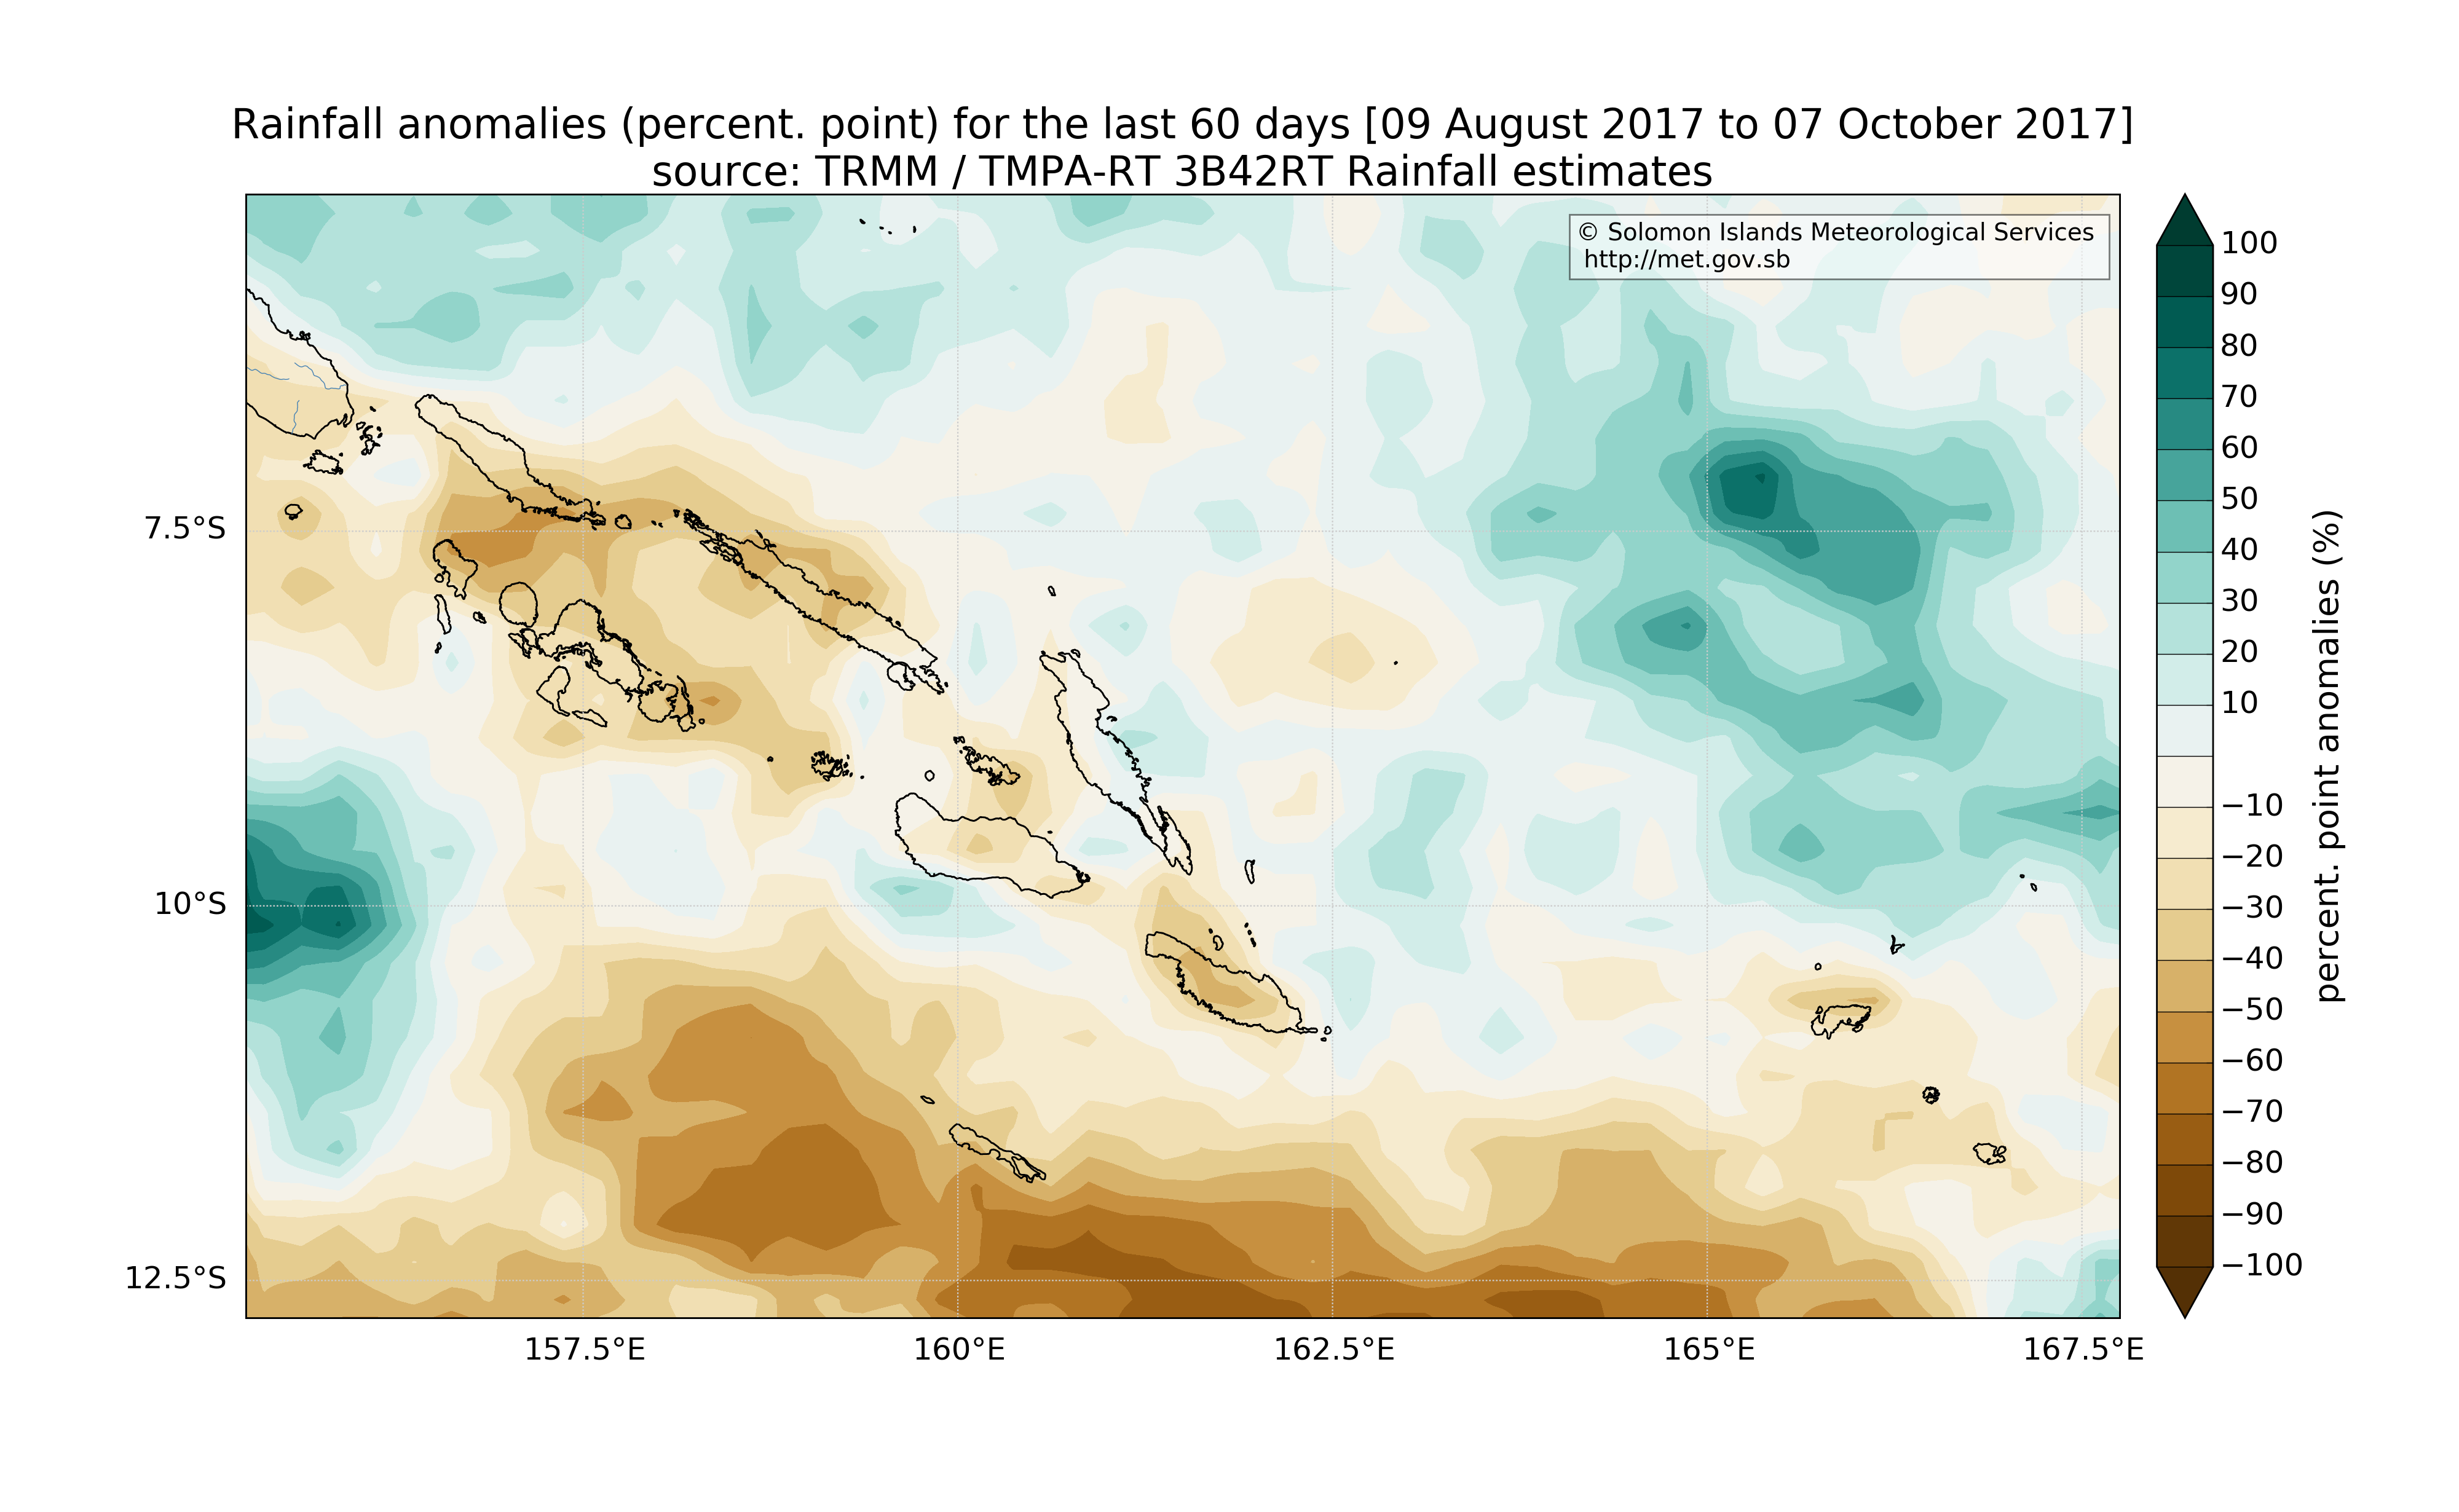 Rainfall anomalies (percent. point) for the last 60 days [09 August 2017 to 07 October 2017]
source: TRMM / TMPA-RT 3B42RT Rainfall estimates
© Solomon Islands Meteorological Services
http://met.gov.sb
7.5°S
10°S
12.5°S
157.5°E
160°E
162.5°E
165°E
167.5°E
100
90
80
70
60
50
40
30
20
10
−10
−20
−30
−40
−50
−60
−70
−80
−90
−100
percent. point anomalies (%)